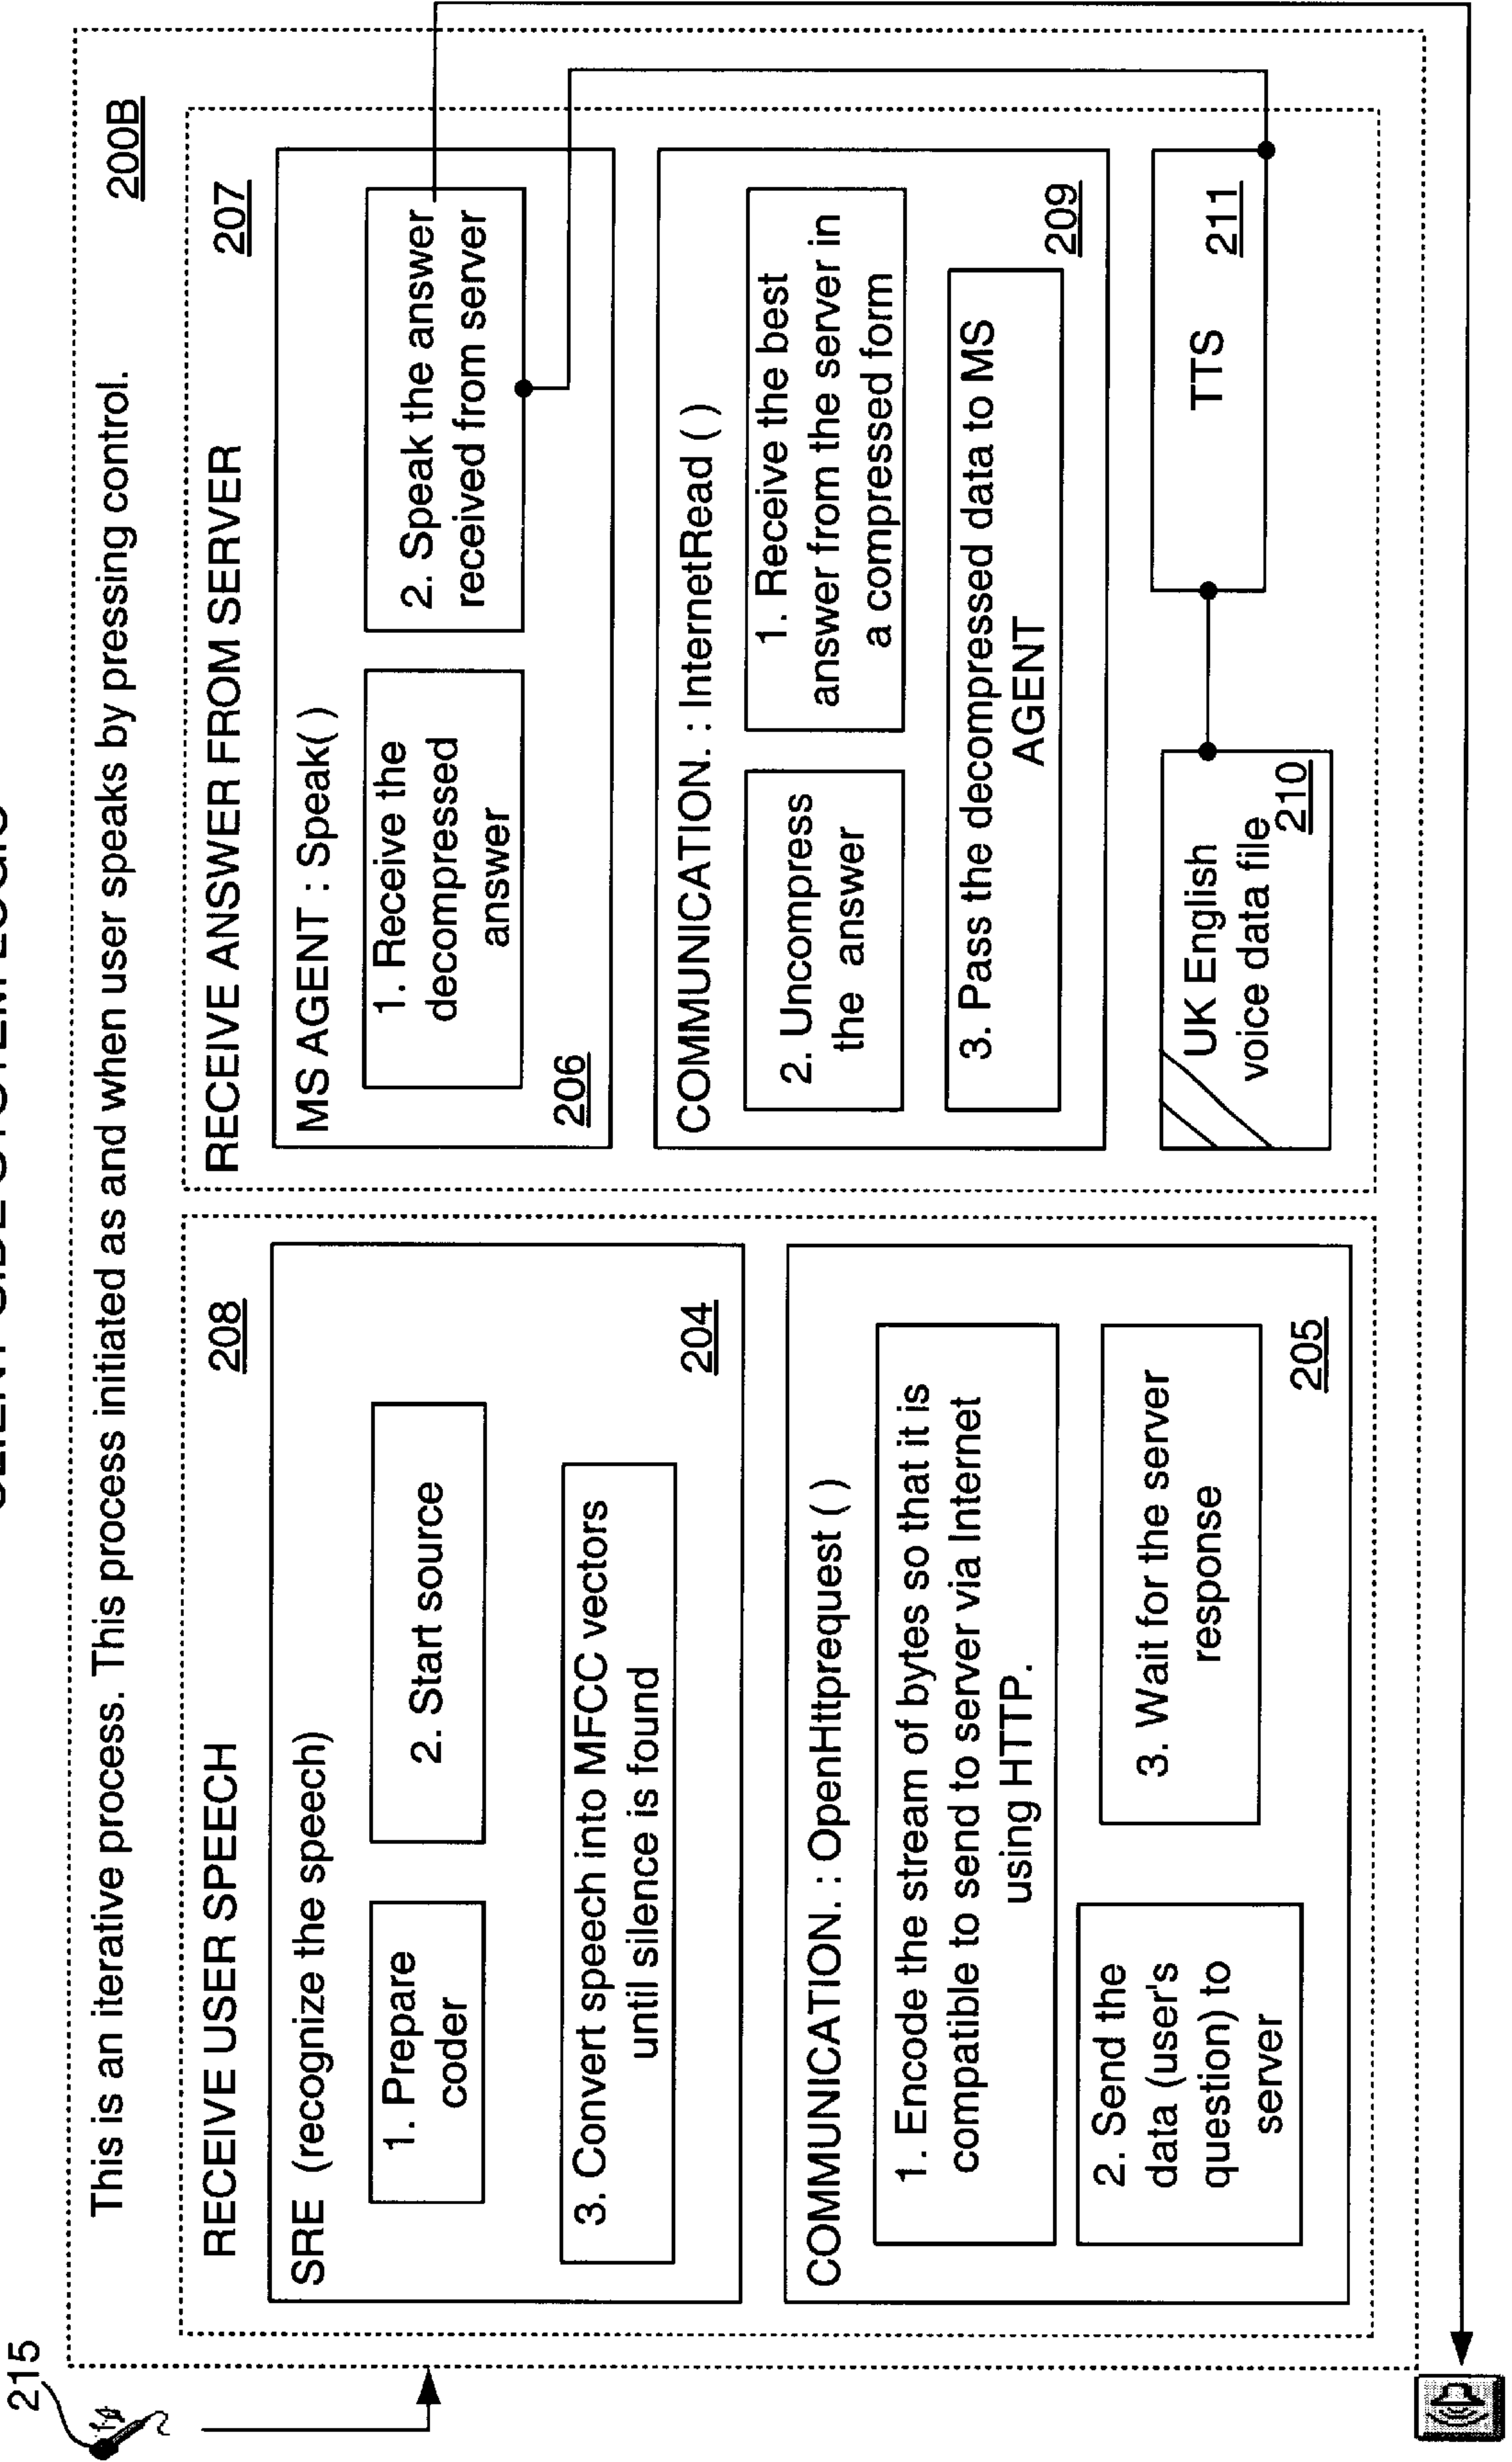 215
This is an iterative process. This process initiated as and when user speaks by pressing control.
200B
RECEIVE USER SPEECH
208
SRE (recognize the speech)
1. Prepare
coder
2. Start source
3. Convert speech into MFCC vectors
until silence is found
204
COMMUNICATION. : OpenHttprequest ( )
1. Encode the stream of bytes so that it is
compatible to send to server via Internet
using HTTP.
2. Send the
data (user's
question) to
server
3. Wait for the server
response
205
RECEIVE ANSWER FROM SERVER
207
MS AGENT : Speak( )
1. Receive the
decompressed
answer
2. Speak the answer
received from server
206
COMMUNICATION. : InternetRead ( )
2. Uncompress
the answer
1. Receive the best
answer from the server in
a compressed form
3. Pass the decompressed data to MS
AGENT
209
UK English
voice data file
210
TTS
211